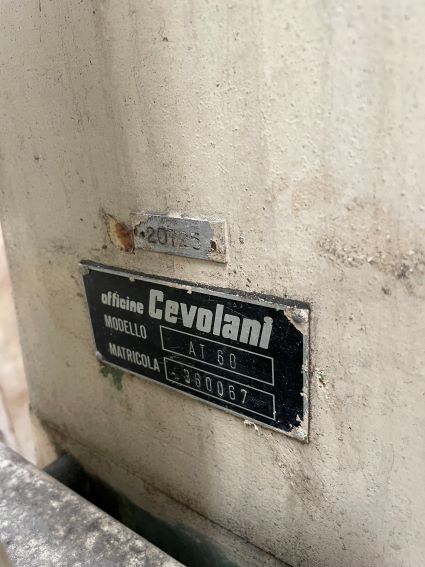 20125
officine Cevolani
MODELLO AT 60
MATRICOLA 360067